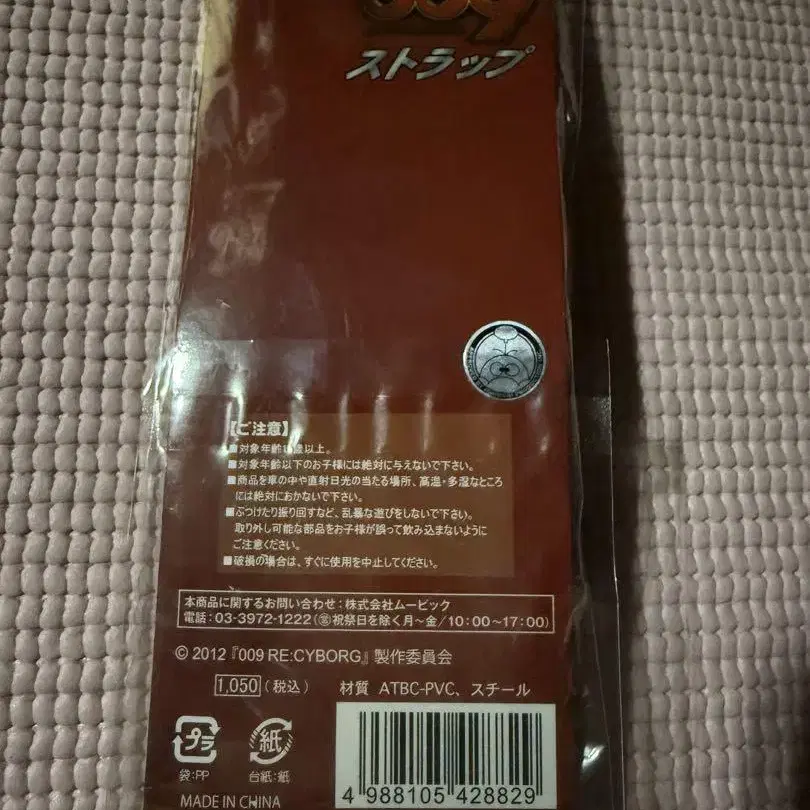 009
ストラップ
【ご注意】
■対象年齢 歳以上。
■対象年齢以下のお子様には絶対に与えないで下さい。
■商品を車の中や直射日光の当たる場所、高温・多湿なところ
には絶対におかないで下さい。
■ぶつけたり振り回すなど、乱暴な遊びをしないで下さい。
取り外し可能な部品をお子様が誤って飲み込まないように
ご注意ください。
■破損の場合は、すぐに使用を中止してください。
本商品に関するお問い合わせ:株式会社ムービック
電話:03-3972-1222(㊡祝祭日を除く月~金/10:00~17:00)
© 2012『009 RE:CYBORG』製作委員会
1,050(税込) 材質 ATBC-PVC、スチール
プラ 紙
袋:PP 台紙:紙
MADE IN CHINA
4 988105 428829